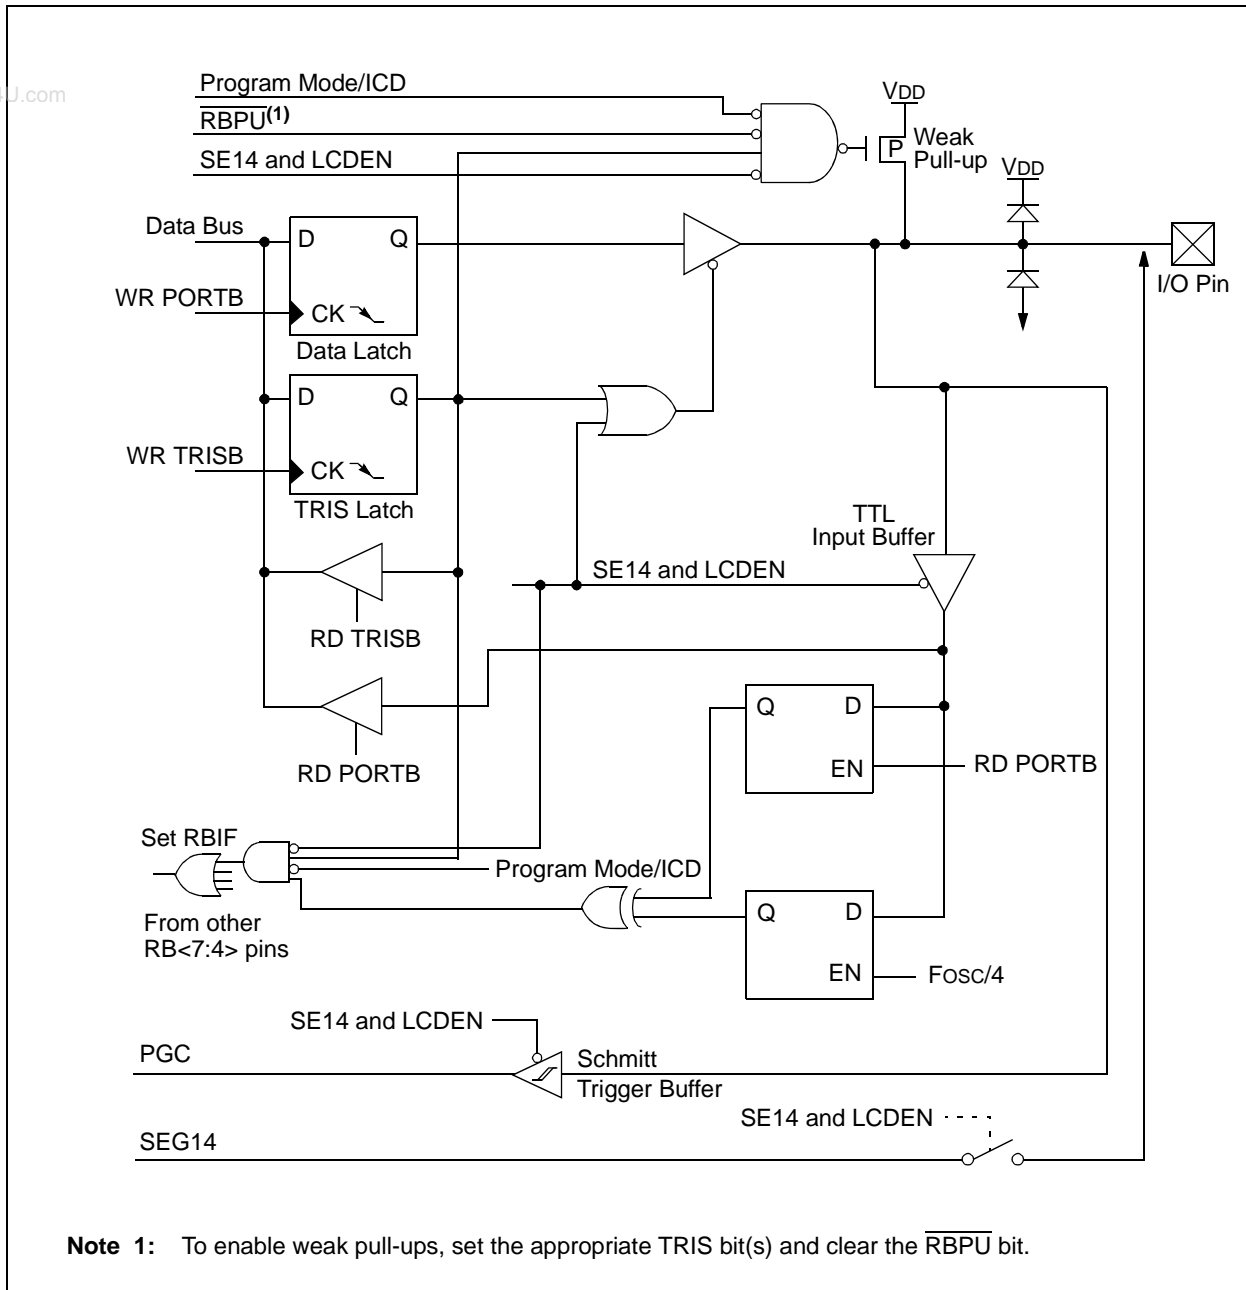 4U.com
Program Mode/ICD
RBPU(1)
SE14 and LCDEN
VDD
Weak
Pull-up
P
VDD
Data Bus
D Q
I/O Pin
WR PORTB
CK
Data Latch
D Q
WR TRISB
CK
TRIS Latch
TTL
Input Buffer
SE14 and LCDEN
RD TRISB
Q D
EN
RD PORTB
RD PORTB
Set RBIF
Program Mode/ICD
From other
RB<7:4> pins
Q D
EN
FOSC/4
SE14 and LCDEN
PGC
Schmitt
Trigger Buffer
SE14 and LCDEN
SEG14
Note 1: To enable weak pull-ups, set the appropriate TRIS bit(s) and clear the RBPU bit.